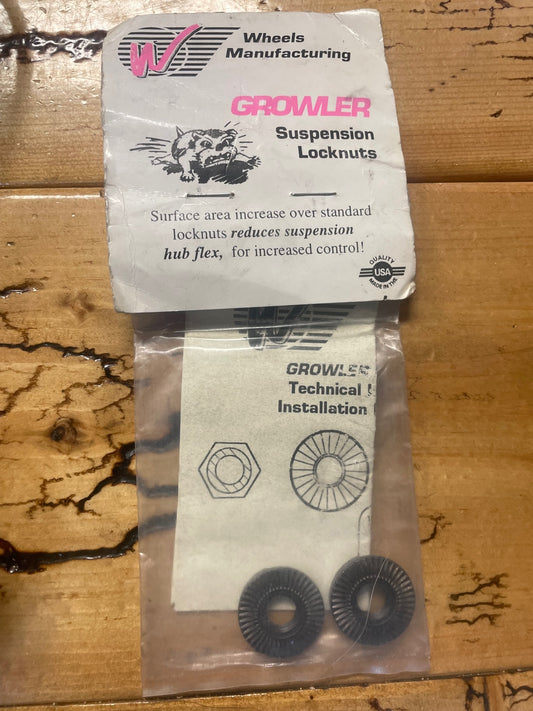 W
Wheels
Manufacturing
GROWLER
Suspension
Locknuts
Surface area increase over standard
locknuts reduces suspension
hub flex, for increased control!
QUALITY
USA
MADE IN THE
GROWLER
Technical
Installation